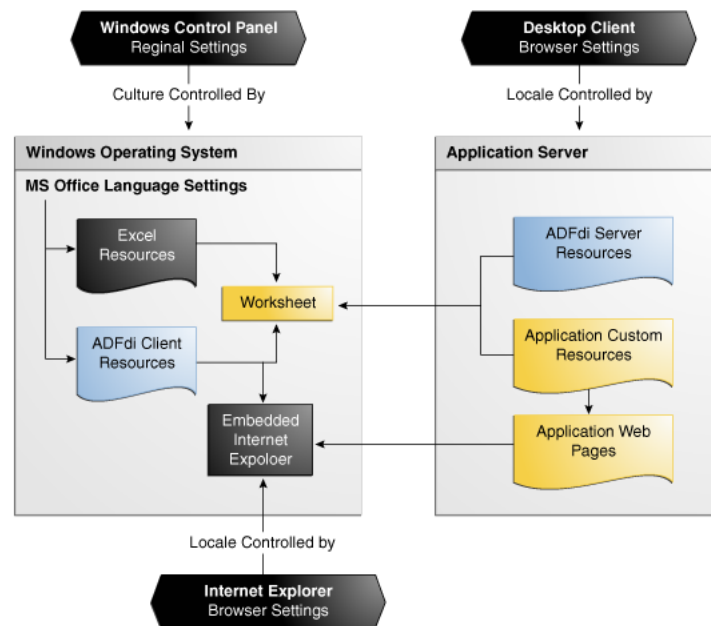 Windows Control Panel
Reginal Settings
Desktop Client
Browser Settings
Culture Controlled By
Locale Controlled by
Windows Operating System
Application Server
MS Office Language Settings
Excel
Resources
ADFdi Server
Resources
Worksheet
ADFdi Client
Resources
Application Custom
Resources
Embedded
Internet
Expoloer
Application Web
Pages
Locale Controlled by
Internet Explorer
Browser Settings